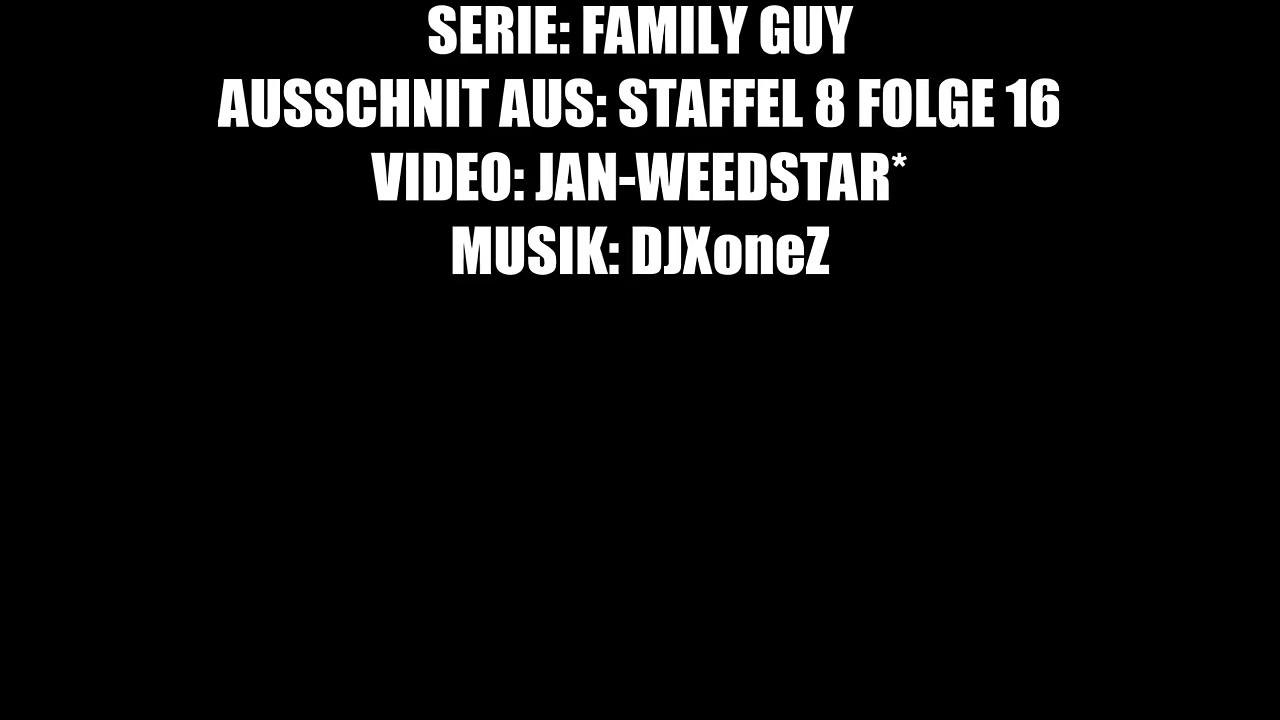 SERIE: FAMILY GUY
AUSSCHNIT AUS: STAFFEL 8 FOLGE 16
VIDEO: JAN-WEEDSTAR*
MUSIK: DJXoneZ